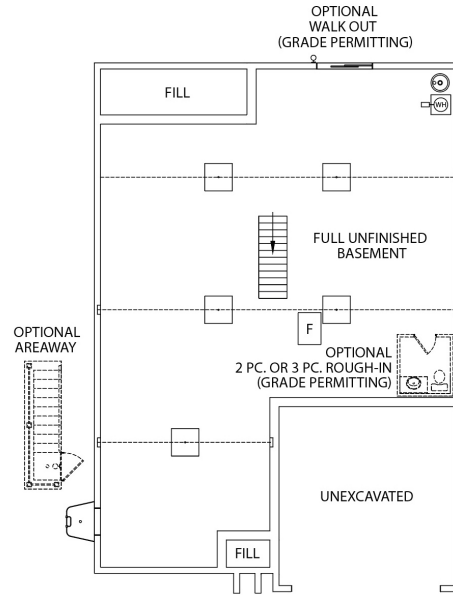 OPTIONAL
WALK OUT
(GRADE PERMITTING)
FILL
WH
FULL UNFINISHED
BASEMENT
F
OPTIONAL
AREAWAY
OPTIONAL
2 PC. OR 3 PC. ROUGH-IN
(GRADE PERMITTING)
UNEXCAVATED
FILL